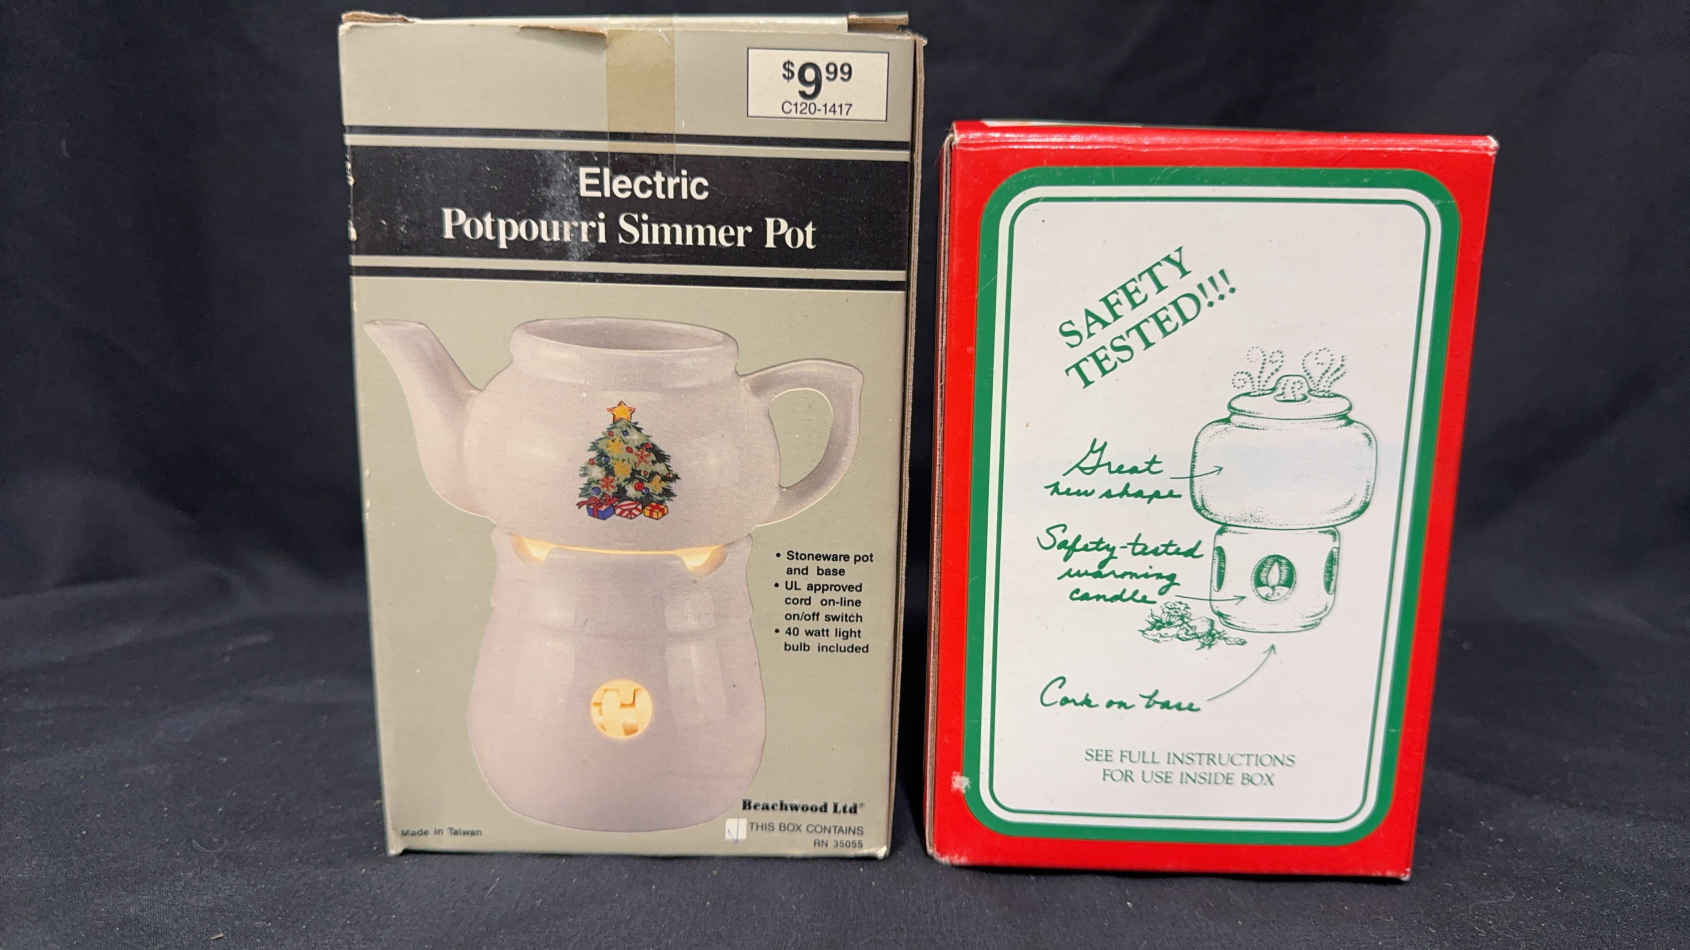 $9.99
C120-1417
Electric
Potpourri Simmer Pot
• Stoneware pot
and base
• UL approved
cord on-line
on/off switch
• 40 watt light
bulb included
Beachwood Ltd®
THIS BOX CONTAINS
RN 35055
Made in Taiwan
SAFETY
TESTED!!!
Great
new shape
Safety-tested
warming
candle
Cork on base
SEE FULL INSTRUCTIONS
FOR USE INSIDE BOX